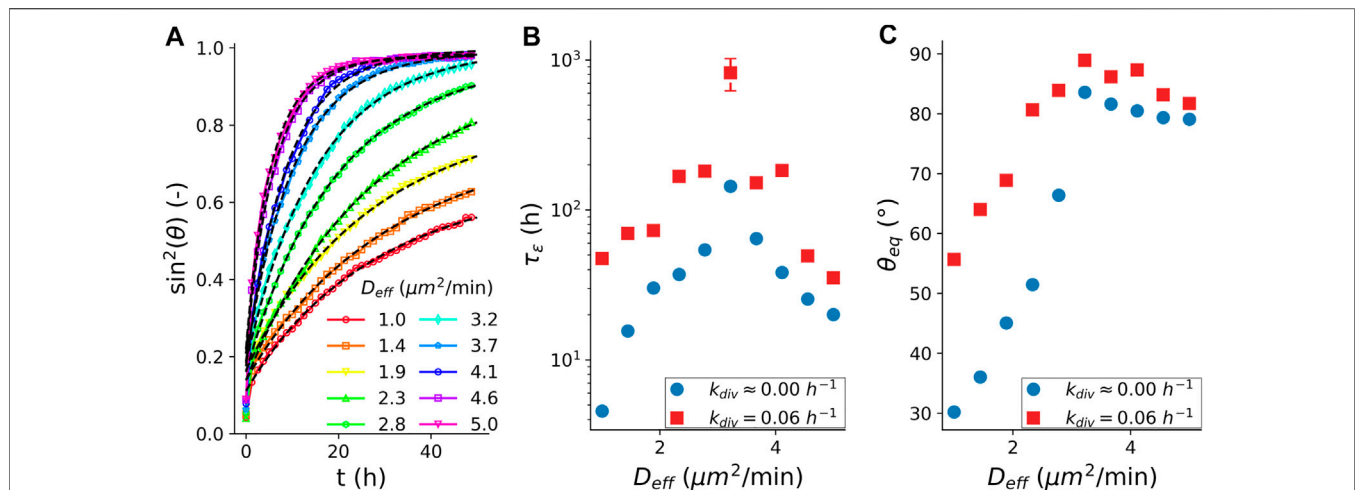 A
B
C
1.0
0.8
0.6
0.4
0.2
0.0
sin²(θ) (-)
0 20 40
t (h)
D_eff (μm²/min)
1.0 3.2
1.4 3.7
1.9 4.1
2.3 4.6
2.8 5.0
10³
10²
10¹
τ_ε (h)
k_div ≈ 0.00 h⁻¹
k_div = 0.06 h⁻¹
2 4
D_eff (μm²/min)
90
80
70
60
50
40
30
θ_eq (°)
k_div ≈ 0.00 h⁻¹
k_div = 0.06 h⁻¹
2 4
D_eff (μm²/min)